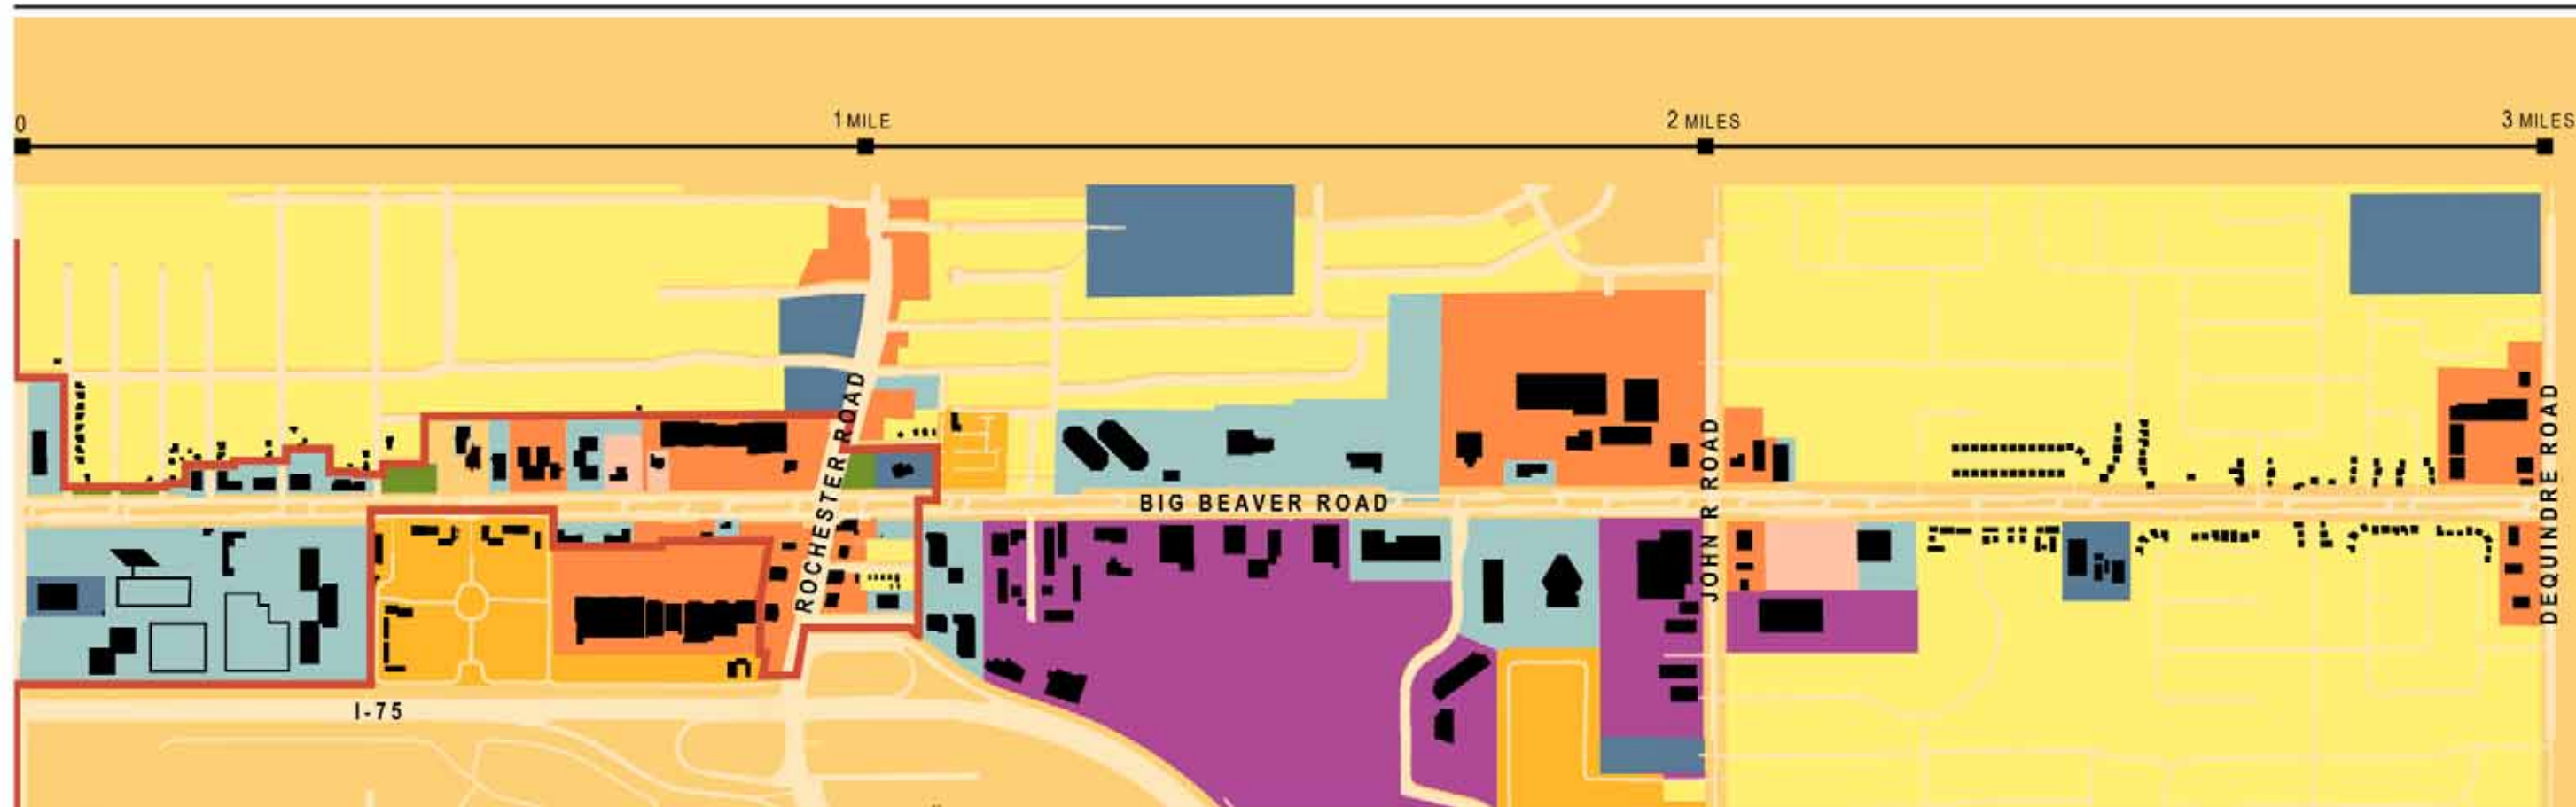 0
1 MILE
2 MILES
3 MILES
ROCHESTER ROAD
BIG BEAVER ROAD
JOHN R ROAD
DEQUINDRE ROAD
I-75